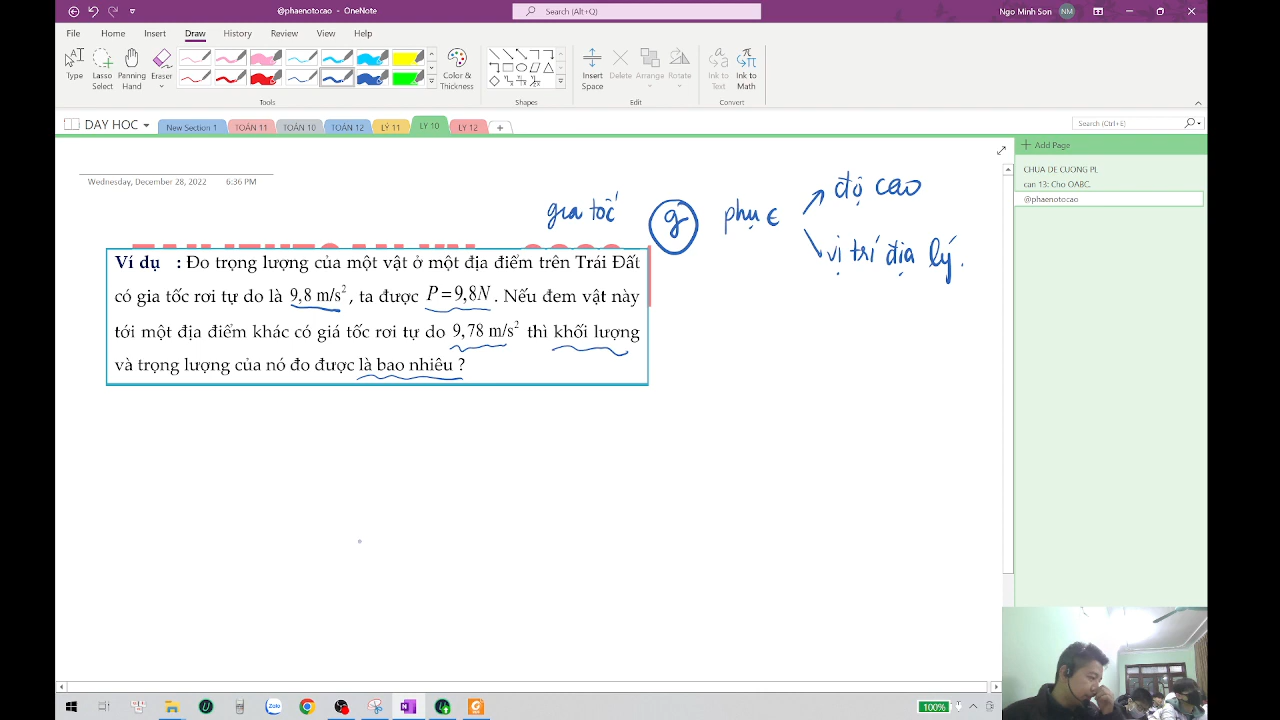 @phaenotocao - OneNote
Search (Alt+Q)
Ngo Minh Son
NM
File Home Insert Draw History Review View Help
Type
Lasso Select
Panning Hand
Eraser
Color & Thickness
Insert Space
Delete
Arrange
Rotate
Ink to Text
Ink to Math
Tools
Shapes
Edit
Convert
DAY HOC
New Section 1
TOÁN 11
TOÁN 10
TOÁN 12
LÝ 11
LY 10
LY 12
Search (Ctrl+E)
Add Page
CHUA DE CUONG PL
can 13: Cho OABC.
@phaenotocao
Wednesday, December 28, 2022 6:36 PM
gia tốc g phụ ϵ
độ cao
vị trí địa lý.
Ví dụ : Đo trọng lượng của một vật ở một địa điểm trên Trái Đất
có gia tốc rơi tự do là 9,8 m/s², ta được P = 9,8N. Nếu đem vật này
tới một địa điểm khác có giá tốc rơi tự do 9,78 m/s² thì khối lượng
và trọng lượng của nó đo được là bao nhiêu ?
Zalo
100%